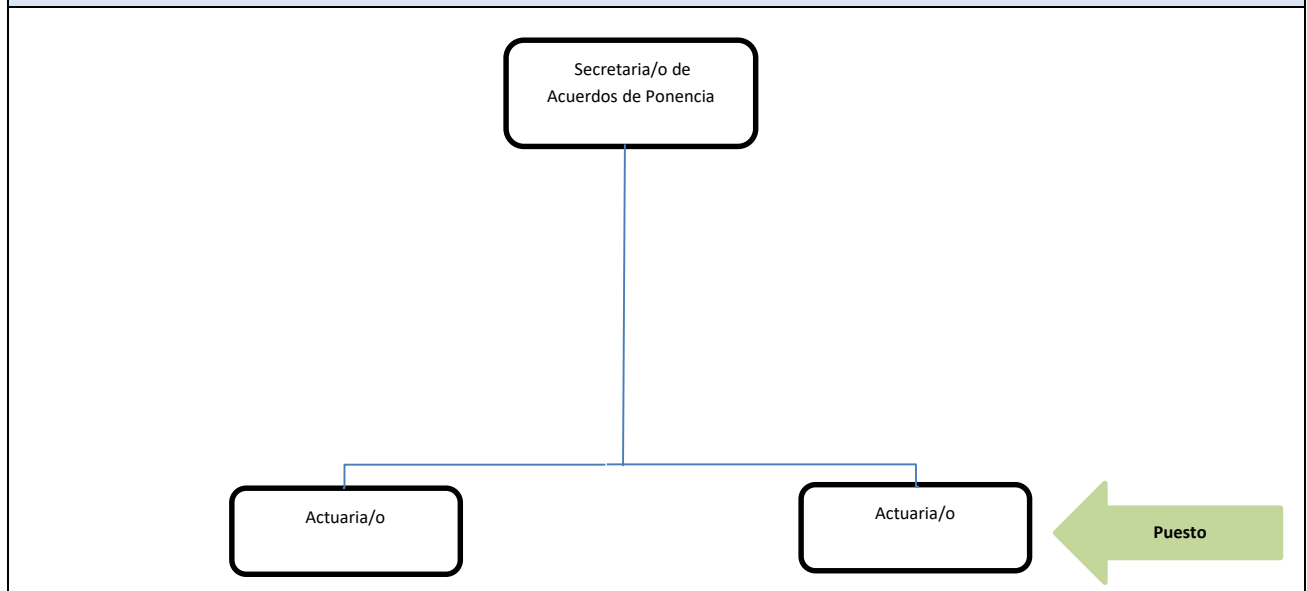 Secretaria/o de
Acuerdos de Ponencia
Actuaria/o
Actuaria/o
Puesto